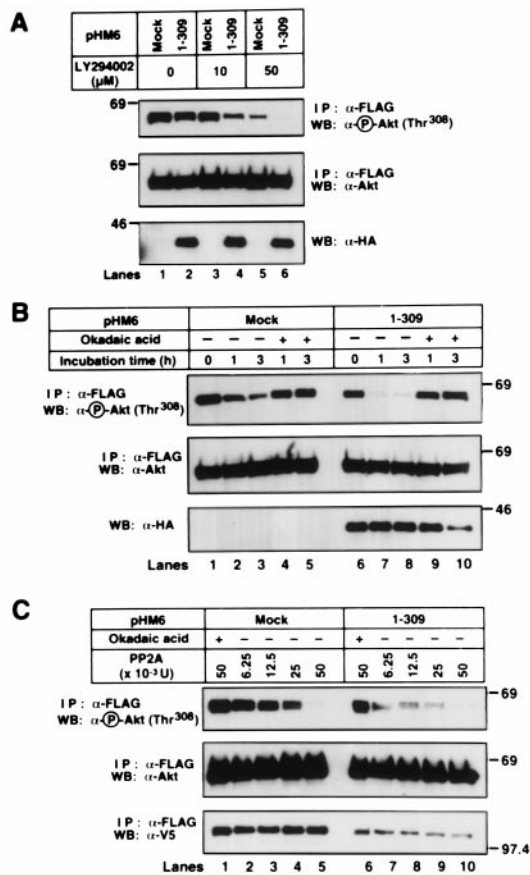 A
pHM6 Mock 1-309 Mock 1-309 Mock 1-309
LY294002 (μM) 0 10 50
69 IP : α-FLAG
WB: α-Ⓟ-Akt (Thr308)
69 IP : α-FLAG
WB: α-Akt
46 WB: α-HA
Lanes 1 2 3 4 5 6
B
pHM6 Mock 1-309
Okadaic acid − − − + + − − − + +
Incubation time (h) 0 1 3 1 3 0 1 3 1 3
IP : α-FLAG 69
WB: α-Ⓟ-Akt (Thr308)
IP : α-FLAG 69
WB: α-Akt
46
WB: α-HA
Lanes 1 2 3 4 5 6 7 8 9 10
C
pHM6 Mock 1-309
Okadaic acid + − − − − + − − − −
PP2A (x 10-3 U) 50 6.25 12.5 25 50 50 6.25 12.5 25 50
IP : α-FLAG 69
WB: α-Ⓟ-Akt (Thr308)
IP : α-FLAG 69
WB: α-Akt
IP : α-FLAG
WB: α-V5
97.4
Lanes 1 2 3 4 5 6 7 8 9 10